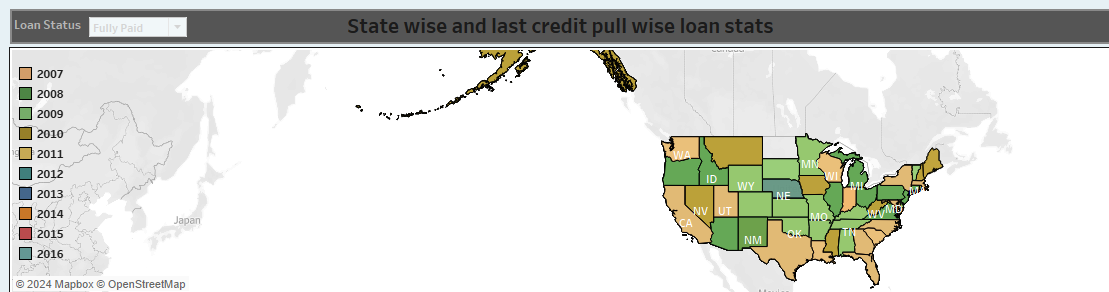 State wise and last credit pull wise loan stats
Loan Status
Fully Paid
2007
2008
2009
2010
2011
2012
2013
2014
2015
2016
Canada
Japan
WA
MN
ID
WI
MI
WY
NE
NV
UT
CA
MO
WV
MD
NM
OK
TN
Mexico
© 2024 Mapbox © OpenStreetMap